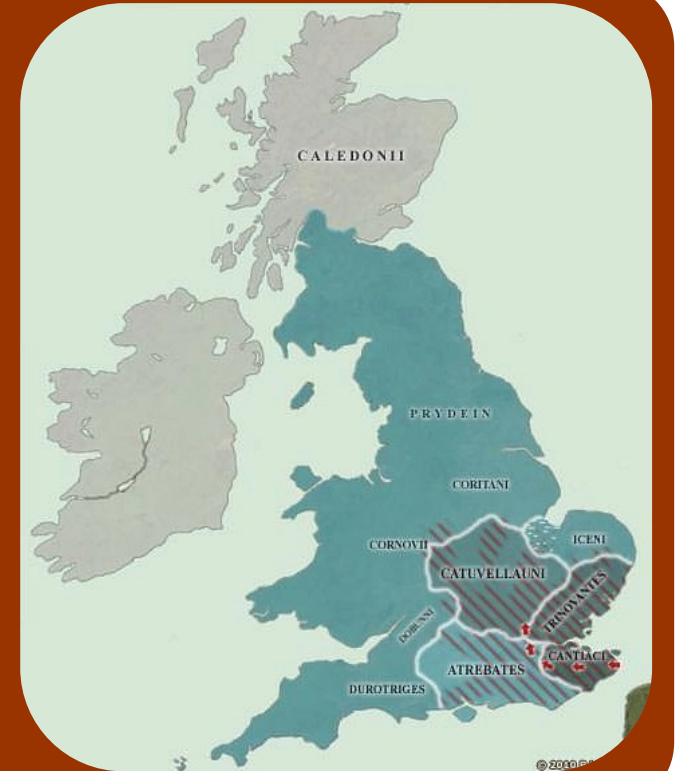 CALEDONII
PRYDEIN
CORITANI
ICENI
CORNOVII
CATUVELLAUNI
TRINOVANTES
DOBUNNI
CANTIACI
ATREBATES
DUROTRIGES
© 2010